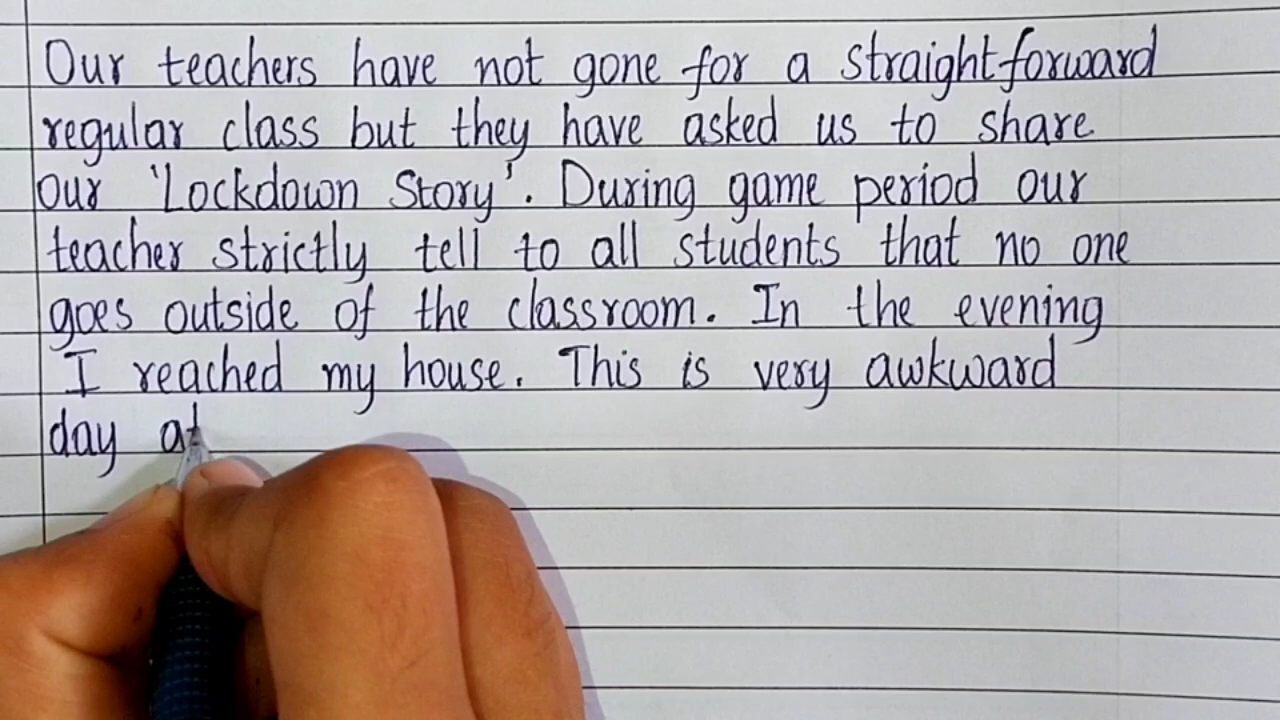 Our teachers have not gone for a straightforward
regular class but they have asked us to share
our 'Lockdown Story'. During game period our
teacher strictly tell to all students that no one
goes outside of the classroom. In the evening
I reached my house. This is very awkward
day at